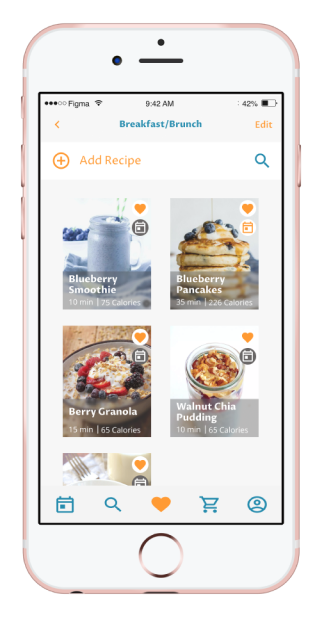 Figma 9:42 AM 42%
Breakfast/Brunch Edit
Add Recipe
Blueberry
Smoothie
10 min | 75 Calories
Blueberry
Pancakes
35 min | 226 Calories
Berry Granola
15 min | 65 Calories
Walnut Chia
Pudding
10 min | 65 Calories